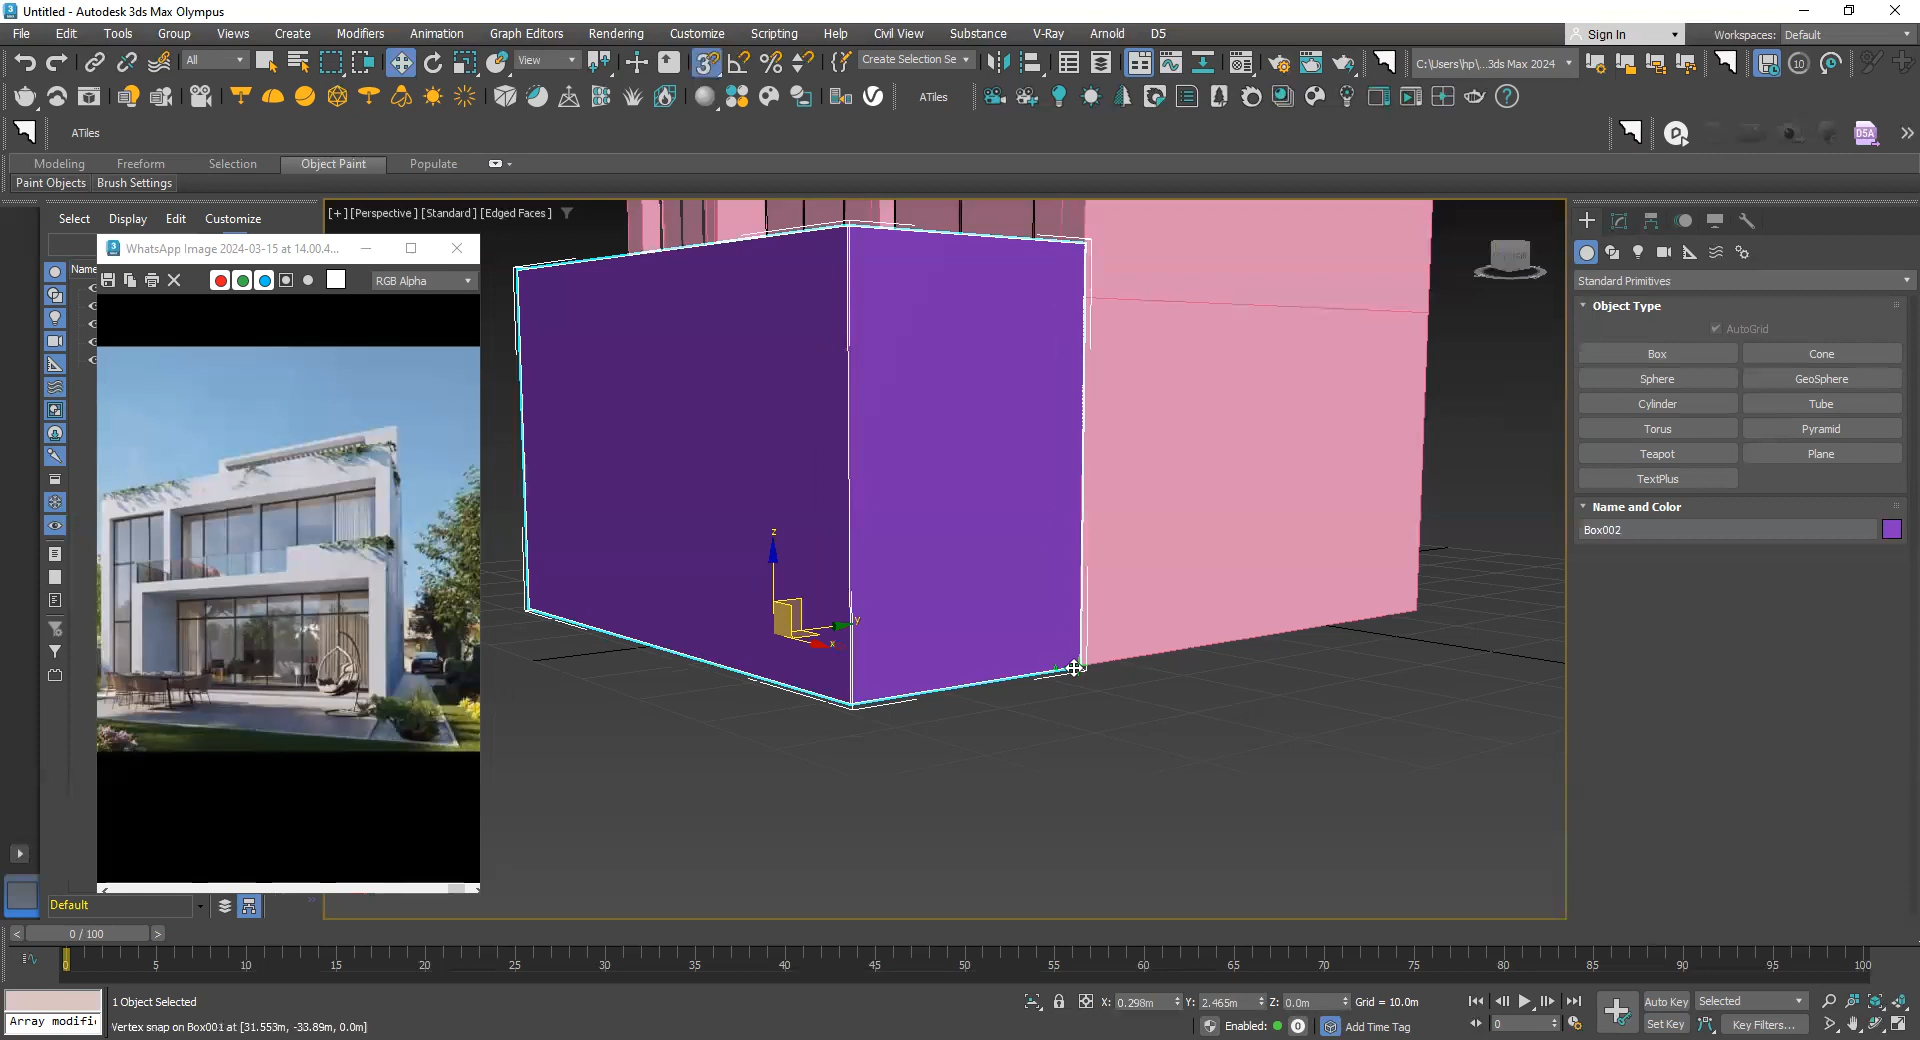 Untitled - Autodesk 3ds Max Olympus
File Edit Tools Group Views Create Modifiers Animation Graph Editors Rendering Customize Scripting Help Civil View Substance V-Ray Arnold D5
Sign In Workspaces: Default
All View Create Selection Se C:\Users\hp\...3ds Max 2024 10
ATiles
ATiles D5A
Modeling Freeform Selection Object Paint Populate
Paint Objects Brush Settings
Select Display Edit Customize
[+] [Perspective] [Standard] [Edged Faces]
WhatsApp Image 2024-03-15 at 14.00.4...
Name
RGB Alpha
Standard Primitives
Object Type
AutoGrid
Box Cone
Sphere GeoSphere
Cylinder Tube
Torus Pyramid
Teapot Plane
TextPlus
Name and Color
Box002
z
y
x
Default
< 0 / 100 >
0 5 10 15 20 25 30 35 40 45 50 55 60 65 70 75 80 85 90 95 100
1 Object Selected X: 0.298m Y: 2.465m Z: 0.0m Grid = 10.0m Auto Key Selected
Array modifi Vertex snap on Box001 at [31.553m, -33.89m, 0.0m] Enabled: 0 Add Time Tag 0 Set Key Key Filters...